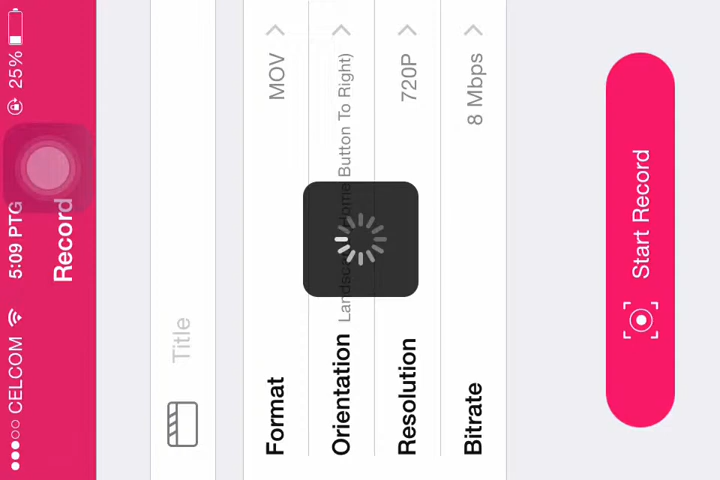 CELCOM 5:09 PTG 25%
Record
Title
Format MOV
Orientation Landscape (Home Button To Right)
Resolution 720P
Bitrate 8 Mbps
Start Record